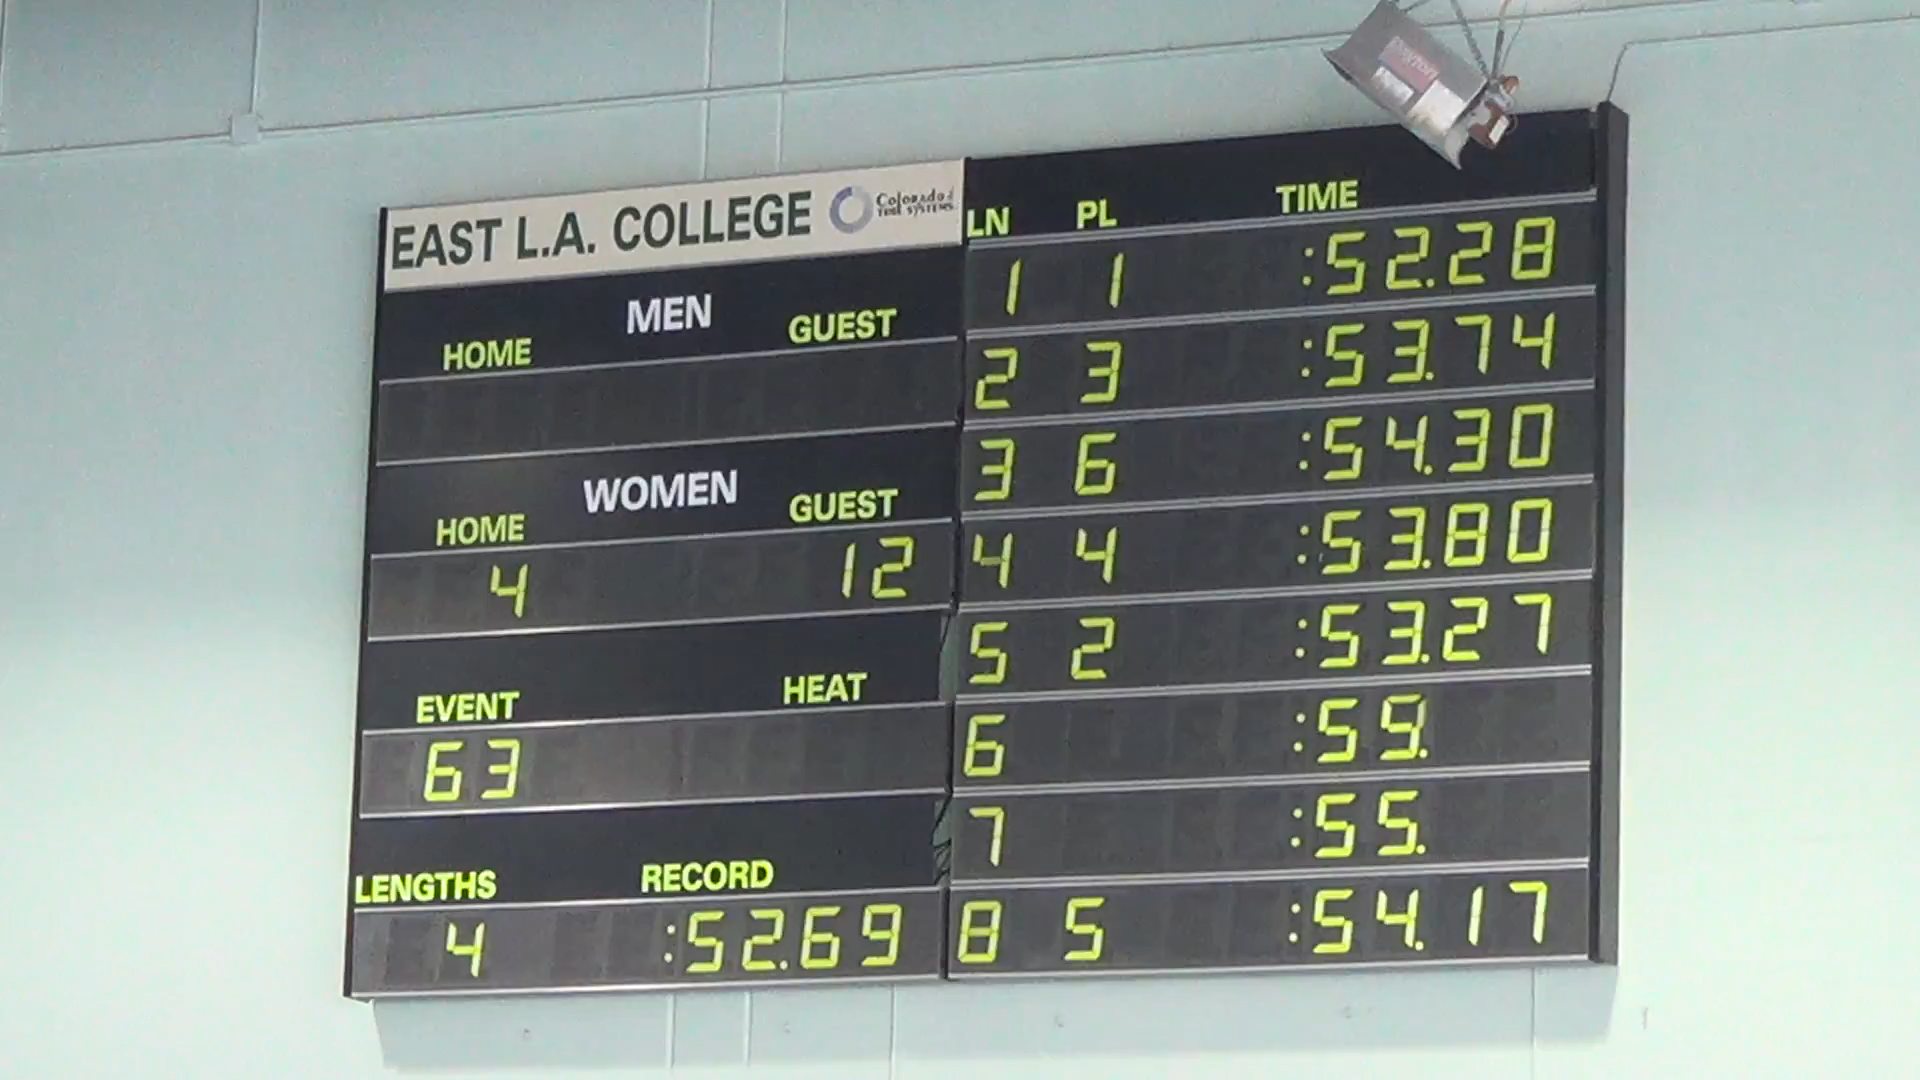 EAST L.A. COLLEGE Colorado TIME SYSTEMS
MEN
HOME GUEST
WOMEN
HOME GUEST
4 12
EVENT HEAT
63
LENGTHS RECORD
4 :52.69
LN PL TIME
1 1 :52.28
2 3 :53.74
3 6 :54.30
4 4 :53.80
5 2 :53.27
6 :59.
7 :55.
8 5 :54.17